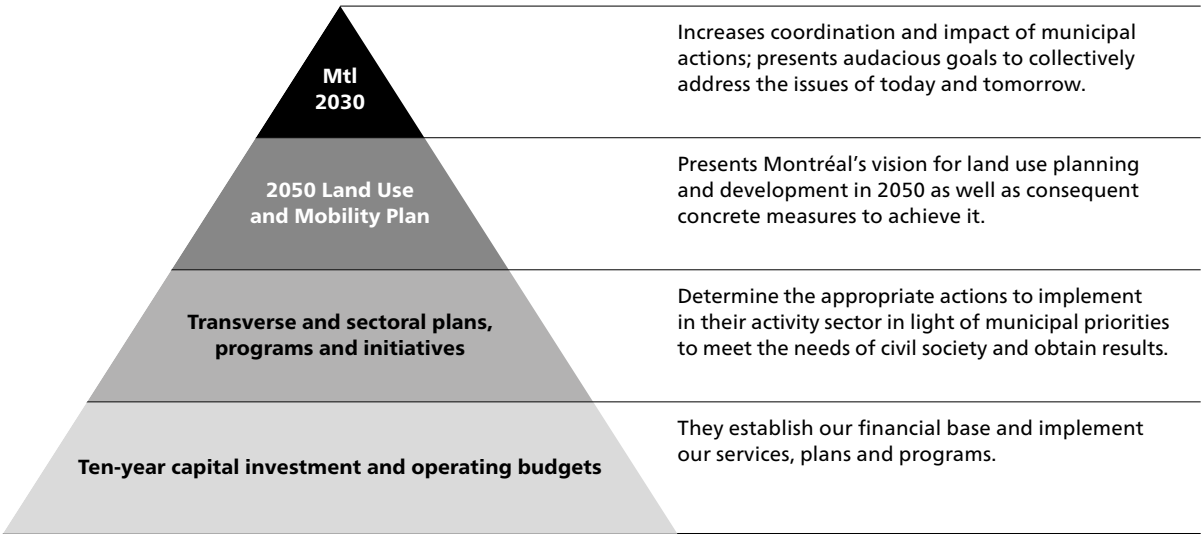 Mtl
2030
Increases coordination and impact of municipal
actions; presents audacious goals to collectively
address the issues of today and tomorrow.
2050 Land Use
and Mobility Plan
Presents Montréal’s vision for land use planning
and development in 2050 as well as consequent
concrete measures to achieve it.
Transverse and sectoral plans,
programs and initiatives
Determine the appropriate actions to implement
in their activity sector in light of municipal priorities
to meet the needs of civil society and obtain results.
Ten-year capital investment and operating budgets
They establish our financial base and implement
our services, plans and programs.